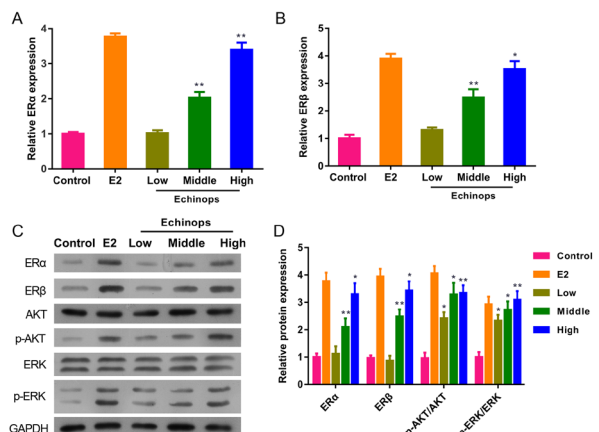 A
Relative ERα expression
4
3
2
1
0
**
**
Control E2 Low Middle High
Echinops
B
Relative ERβ expression
5
4
3
2
1
0
**
*
Control E2 Low Middle High
Echinops
C
Echinops
Control E2 Low Middle High
ERα
ERβ
AKT
p-AKT
ERK
p-ERK
GAPDH
D
Relative protein expression
5
4
3
2
1
0
** * ** * * * ** * * **
ERα ERβ p-AKT/AKT p-ERK/ERK
Control
E2
Low
Middle
High